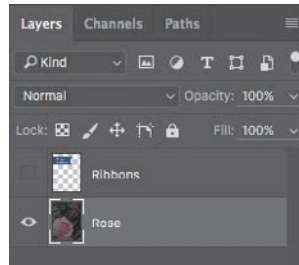 Layers Channels Paths
Kind T
Normal Opacity: 100%
Lock: Fill: 100%
Ribbons
Rose